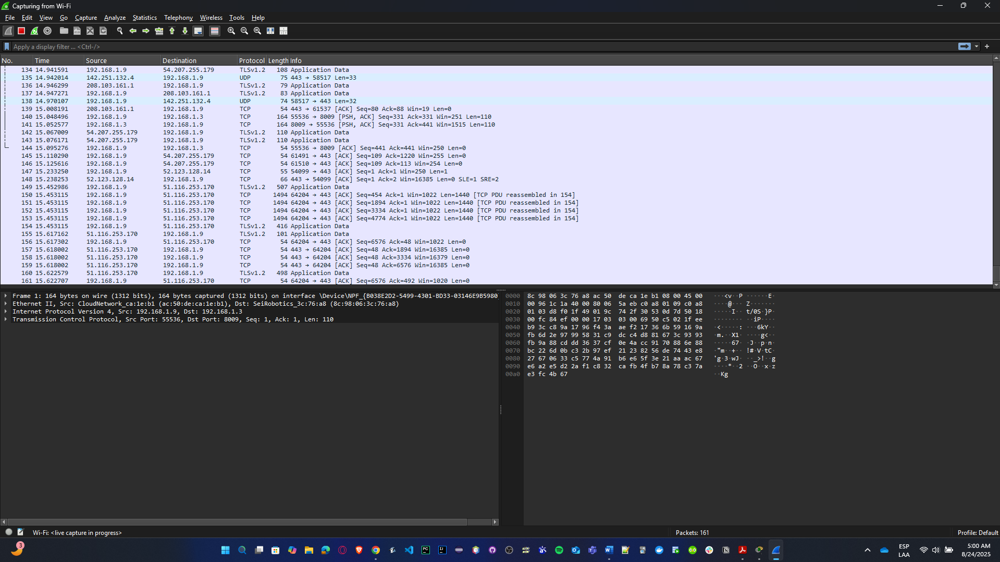 Capturing from Wi-Fi
File Edit View Go Capture Analyze Statistics Telephony Wireless Tools Help
Apply a display filter ... <Ctrl-/>
No. Time Source Destination Protocol Length Info
134 14.941591 192.168.1.9 54.207.255.179 TLSv1.2 108 Application Data
135 14.942014 142.251.132.4 192.168.1.9 UDP 75 443 → 58517 Len=33
136 14.946299 208.103.161.1 192.168.1.9 TLSv1.2 79 Application Data
137 14.947271 192.168.1.9 208.103.161.1 TLSv1.2 83 Application Data
138 14.970107 192.168.1.9 142.251.132.4 UDP 74 58517 → 443 Len=32
139 15.008191 208.103.161.1 192.168.1.9 TCP 54 443 → 61537 [ACK] Seq=80 Ack=88 Win=19 Len=0
140 15.048496 192.168.1.9 192.168.1.3 TCP 164 55536 → 8009 [PSH, ACK] Seq=331 Ack=331 Win=251 Len=110
141 15.052577 192.168.1.3 192.168.1.9 TCP 164 8009 → 55536 [PSH, ACK] Seq=331 Ack=441 Win=1515 Len=110
142 15.067009 54.207.255.179 192.168.1.9 TLSv1.2 110 Application Data
143 15.076171 54.207.255.179 192.168.1.9 TLSv1.2 110 Application Data
144 15.095276 192.168.1.9 192.168.1.3 TCP 54 55536 → 8009 [ACK] Seq=441 Ack=441 Win=250 Len=0
145 15.110290 192.168.1.9 54.207.255.179 TCP 54 61491 → 443 [ACK] Seq=109 Ack=1220 Win=255 Len=0
146 15.125616 192.168.1.9 54.207.255.179 TCP 54 61510 → 443 [ACK] Seq=109 Ack=113 Win=254 Len=0
147 15.233250 192.168.1.9 52.123.128.14 TCP 55 54099 → 443 [ACK] Seq=1 Ack=1 Win=250 Len=1
148 15.238253 52.123.128.14 192.168.1.9 TCP 66 443 → 54099 [ACK] Seq=1 Ack=2 Win=16385 Len=0 SLE=1 SRE=2
149 15.452986 192.168.1.9 51.116.253.170 TLSv1.2 507 Application Data
150 15.453115 192.168.1.9 51.116.253.170 TCP 1494 64204 → 443 [ACK] Seq=454 Ack=1 Win=1022 Len=1440 [TCP PDU reassembled in 154]
151 15.453115 192.168.1.9 51.116.253.170 TCP 1494 64204 → 443 [ACK] Seq=1894 Ack=1 Win=1022 Len=1440 [TCP PDU reassembled in 154]
152 15.453115 192.168.1.9 51.116.253.170 TCP 1494 64204 → 443 [ACK] Seq=3334 Ack=1 Win=1022 Len=1440 [TCP PDU reassembled in 154]
153 15.453115 192.168.1.9 51.116.253.170 TCP 1494 64204 → 443 [ACK] Seq=4774 Ack=1 Win=1022 Len=1440 [TCP PDU reassembled in 154]
154 15.453115 192.168.1.9 51.116.253.170 TLSv1.2 416 Application Data
155 15.617162 51.116.253.170 192.168.1.9 TLSv1.2 101 Application Data
156 15.617302 192.168.1.9 51.116.253.170 TCP 54 64204 → 443 [ACK] Seq=6576 Ack=48 Win=1022 Len=0
157 15.618002 51.116.253.170 192.168.1.9 TCP 54 443 → 64204 [ACK] Seq=48 Ack=1894 Win=16385 Len=0
158 15.618002 51.116.253.170 192.168.1.9 TCP 54 443 → 64204 [ACK] Seq=48 Ack=3334 Win=16379 Len=0
159 15.618002 51.116.253.170 192.168.1.9 TCP 54 443 → 64204 [ACK] Seq=48 Ack=6576 Win=16385 Len=0
160 15.622579 51.116.253.170 192.168.1.9 TLSv1.2 498 Application Data
161 15.622707 192.168.1.9 51.116.253.170 TCP 54 64204 → 443 [ACK] Seq=6576 Ack=492 Win=1020 Len=0
Frame 1: 164 bytes on wire (1312 bits), 164 bytes captured (1312 bits) on interface \Device\NPF_{B038E2D2-5499-4301-BD33-03146E9B5980}
Ethernet II, Src: CloudNetwork_ca:1e:b1 (ac:50:de:ca:1e:b1), Dst: SeiRobotics_3c:76:a8 (8c:98:06:3c:76:a8)
Internet Protocol Version 4, Src: 192.168.1.9, Dst: 192.168.1.3
Transmission Control Protocol, Src Port: 55536, Dst Port: 8009, Seq: 1, Ack: 1, Len: 110
0000 8c 98 06 3c 76 a8 ac 50 de ca 1e b1 08 00 45 00 ···<v··P ······E·
0010 00 96 1c 1a 40 00 80 06 5a eb c0 a8 01 09 c0 a8 ····@··· Z·······
0020 01 03 d8 f0 1f 49 01 9c 74 2f 30 53 0d 7d 50 18 ·····I·· t/0S·}P·
0030 00 fc 84 ef 00 00 17 03 03 00 69 50 c5 02 1f ee ········ ··iP····
0040 b9 3c c8 9a 17 96 f4 3a ae f2 17 36 6b 59 16 9a ·<·····: ···6kY··
0050 fb 6d 2e 97 99 58 31 c9 dc c4 d8 81 67 3c 93 93 ·m.··X1· ····g<··
0060 fb 9a 88 cd dd 36 37 cf 0e 4a cc 91 70 88 6e 88 ·····67· ·J··p·n·
0070 bc 22 6d 0b c3 2b 97 ef 21 23 82 56 de 74 43 e8 ·"m··+·· !#·V·tC·
0080 27 67 06 33 c5 77 4a 91 b6 e6 5f 3e 21 aa ac 67 'g·3·wJ· ··_>!··g
0090 e6 a2 e5 d2 2a f1 c8 32 ca fb 4f b7 8a 78 c3 7a ····*··2 ··O··x·z
00a0 e3 fc 4b 67 ··Kg
Wi-Fi: <live capture in progress> Packets: 161 Profile: Default
3
PC
IJ
ESP
LAA
5:00 AM
8/24/2025